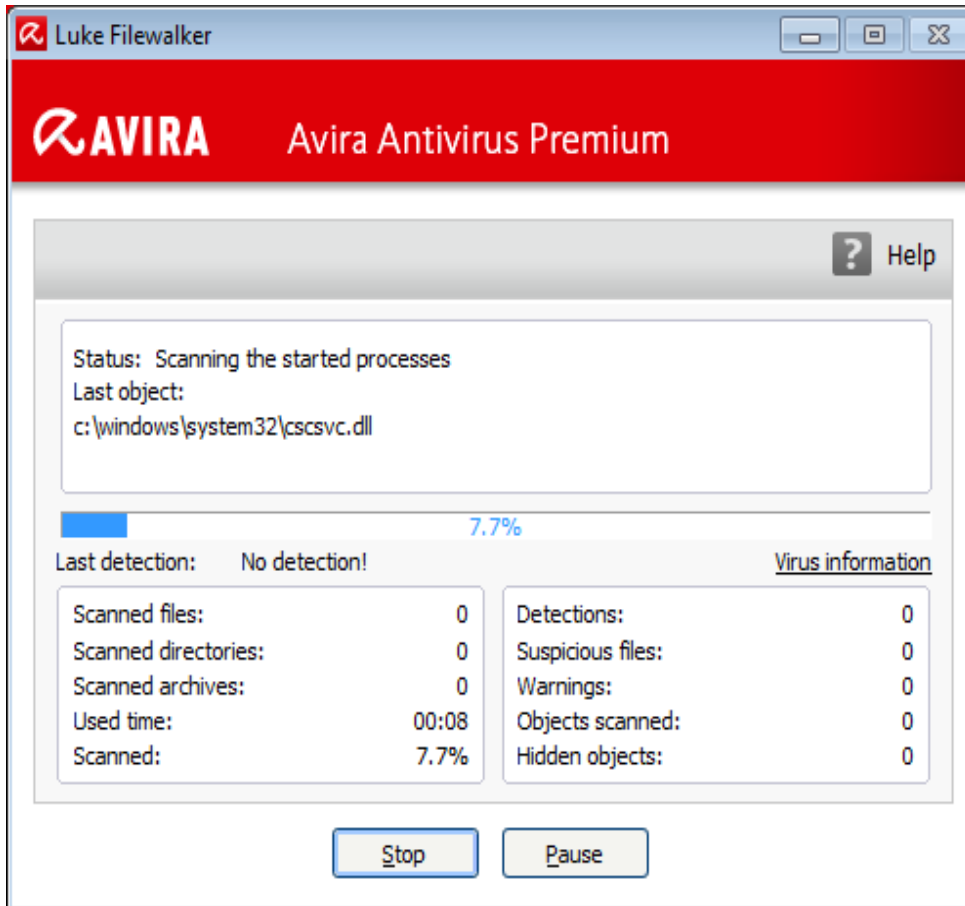 Luke Filewalker
AVIRA Avira Antivirus Premium
? Help
Status: Scanning the started processes
Last object:
c:\windows\system32\cscsvc.dll
7.7%
Last detection: No detection! Virus information
Scanned files: 0
Scanned directories: 0
Scanned archives: 0
Used time: 00:08
Scanned: 7.7%
Detections: 0
Suspicious files: 0
Warnings: 0
Objects scanned: 0
Hidden objects: 0
Stop Pause